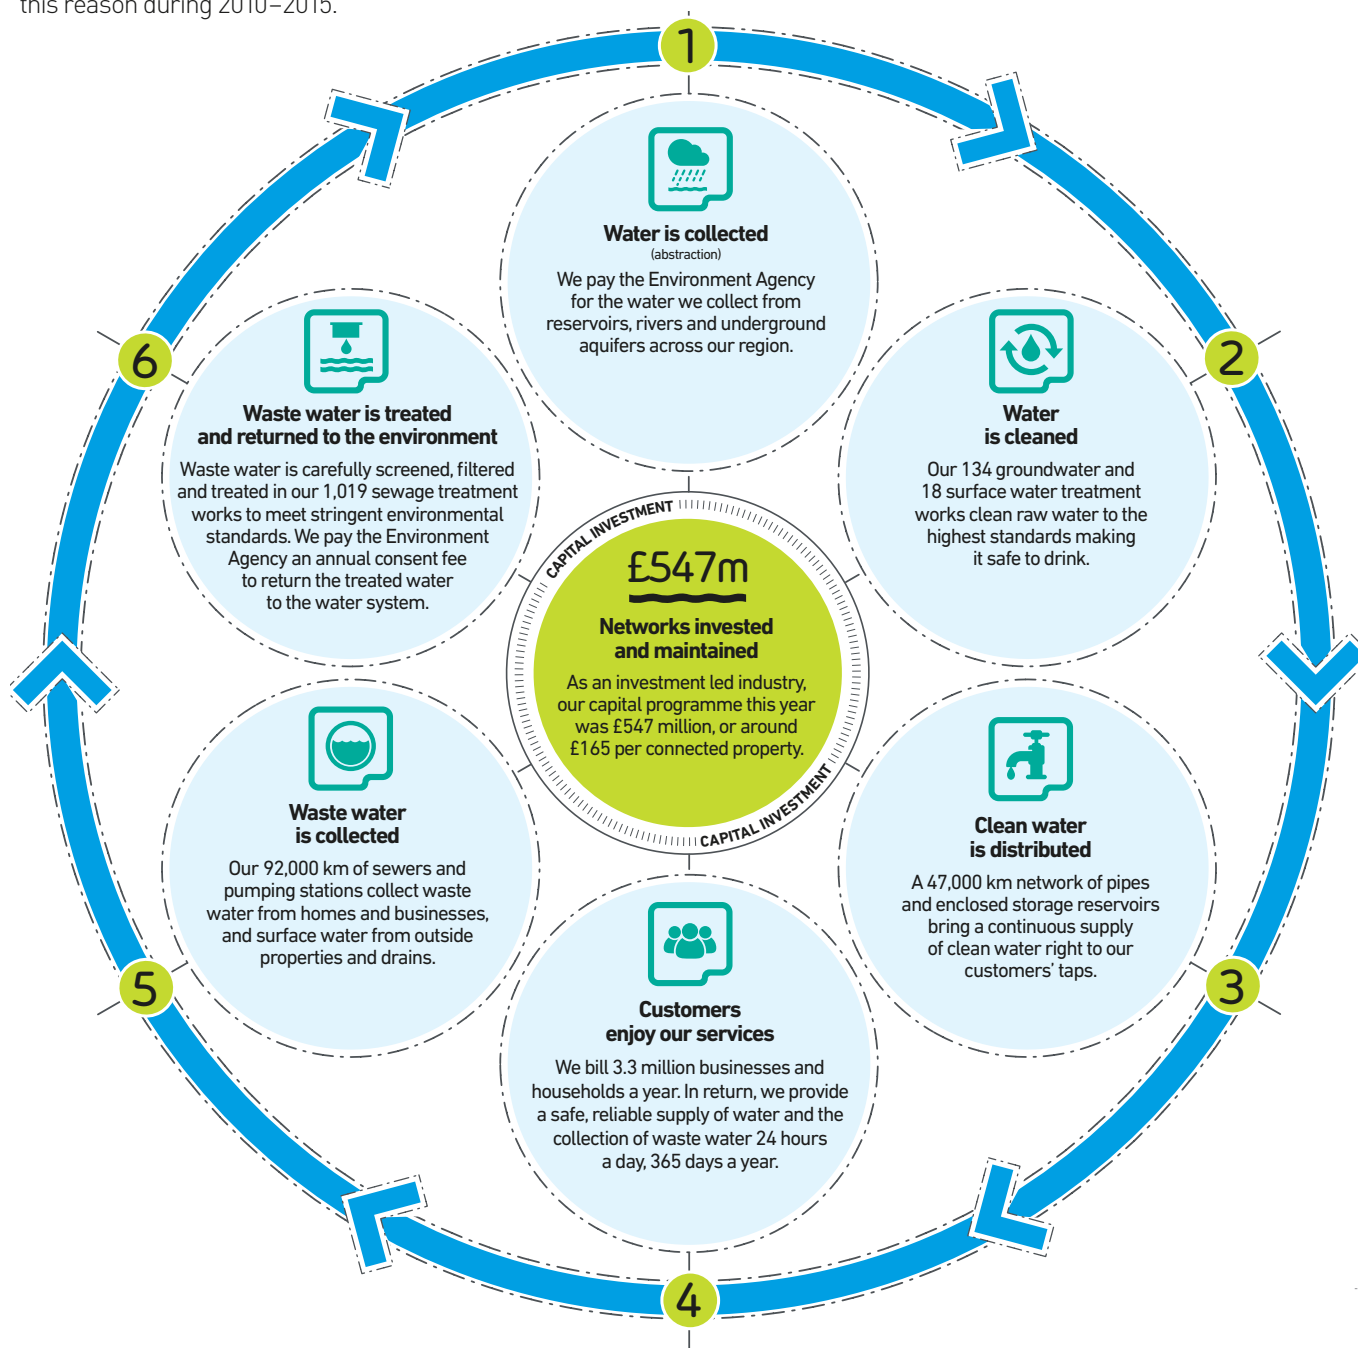 this reason during 2010–2015.
1
Water is collected
(abstraction)
We pay the Environment Agency
for the water we collect from
reservoirs, rivers and underground
aquifers across our region.
2
Water
is cleaned
Our 134 groundwater and
18 surface water treatment
works clean raw water to the
highest standards making
it safe to drink.
3
Clean water
is distributed
A 47,000 km network of pipes
and enclosed storage reservoirs
bring a continuous supply
of clean water right to our
customers’ taps.
4
Customers
enjoy our services
We bill 3.3 million businesses and
households a year. In return, we provide
a safe, reliable supply of water and the
collection of waste water 24 hours
a day, 365 days a year.
5
Waste water
is collected
Our 92,000 km of sewers and
pumping stations collect waste
water from homes and businesses,
and surface water from outside
properties and drains.
6
Waste water is treated
and returned to the environment
Waste water is carefully screened, filtered
and treated in our 1,019 sewage treatment
works to meet stringent environmental
standards. We pay the Environment
Agency an annual consent fee
to return the treated water
to the water system.
CAPITAL INVESTMENT
£547m
Networks invested
and maintained
As an investment led industry,
our capital programme this year
was £547 million, or around
£165 per connected property.
CAPITAL INVESTMENT